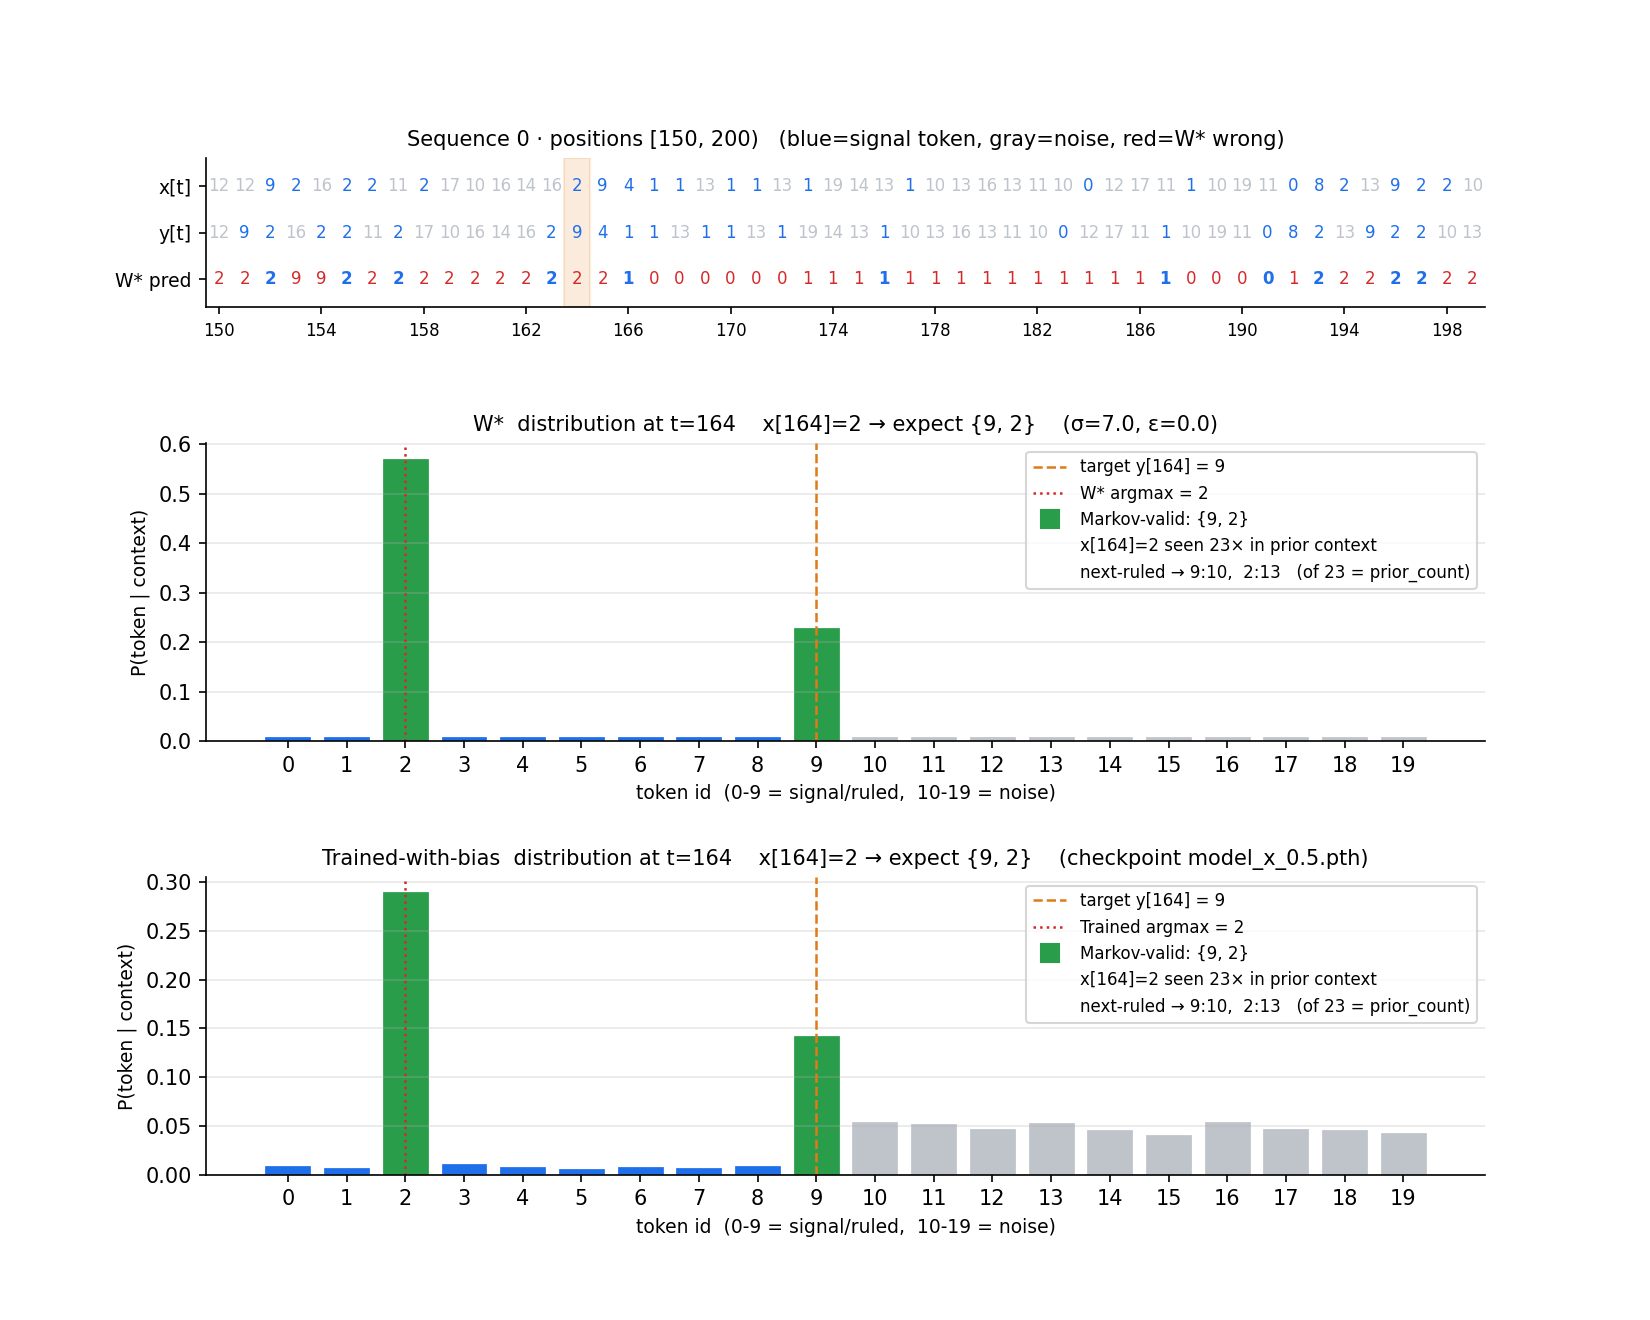 Sequence 0 · positions [150, 200)   (blue=signal token, gray=noise, red=W* wrong)
x[t] 12 12 9 2 16 2 2 11 2 17 10 16 14 16 2 9 4 1 1 13 1 1 13 1 19 14 13 1 10 13 16 13 11 10 0 12 17 11 1 10 19 11 0 8 2 13 9 2 2 10
y[t] 12 9 2 16 2 2 11 2 17 10 16 14 16 2 9 4 1 1 13 1 1 13 1 19 14 13 1 10 13 16 13 11 10 0 12 17 11 1 10 19 11 0 8 2 13 9 2 2 10 13
W* pred 2 2 2 9 9 2 2 2 2 2 2 2 2 2 2 2 1 0 0 0 0 0 0 1 1 1 1 1 1 1 1 1 1 1 1 1 1 1 0 0 0 0 1 2 2 2 2 2 2 2
150 154 158 162 166 170 174 178 182 186 190 194 198
W*  distribution at t=164    x[164]=2 → expect {9, 2}    (σ=7.0, ε=0.0)
P(token | context)
0.6
0.5
0.4
0.3
0.2
0.1
0.0
target y[164] = 9
W* argmax = 2
Markov-valid: {9, 2}
x[164]=2 seen 23× in prior context
next-ruled → 9:10,  2:13   (of 23 = prior_count)
0 1 2 3 4 5 6 7 8 9 10 11 12 13 14 15 16 17 18 19
token id  (0-9 = signal/ruled,  10-19 = noise)
Trained-with-bias  distribution at t=164    x[164]=2 → expect {9, 2}    (checkpoint model_x_0.5.pth)
P(token | context)
0.30
0.25
0.20
0.15
0.10
0.05
0.00
target y[164] = 9
Trained argmax = 2
Markov-valid: {9, 2}
x[164]=2 seen 23× in prior context
next-ruled → 9:10,  2:13   (of 23 = prior_count)
0 1 2 3 4 5 6 7 8 9 10 11 12 13 14 15 16 17 18 19
token id  (0-9 = signal/ruled,  10-19 = noise)